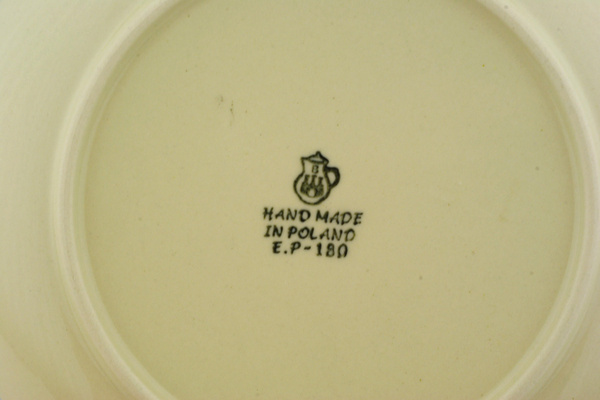 B
HAND MADE
IN POLAND
E.P-180